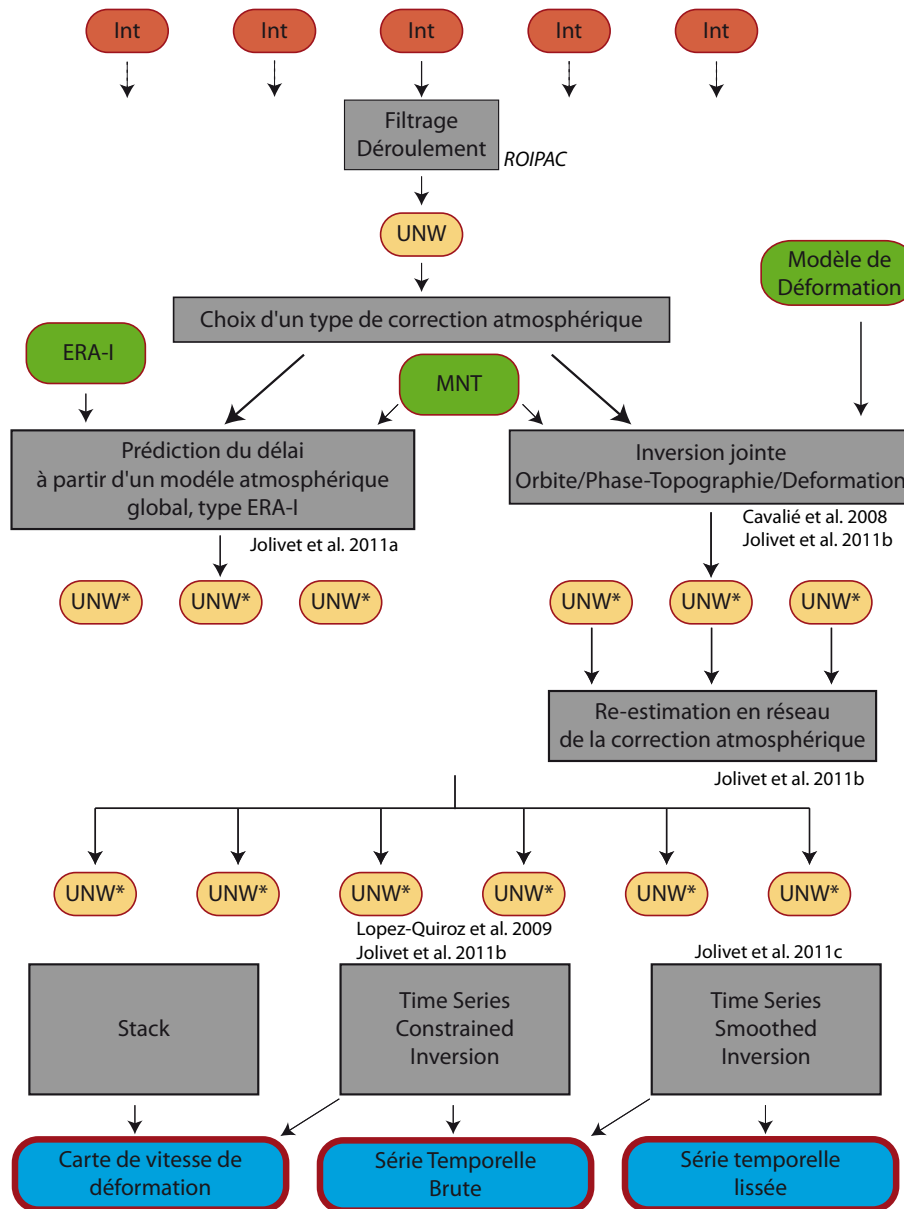 Int
Int
Int
Int
Int
Filtrage
Déroulement
ROIPAC
UNW
Modèle de
Déformation
Choix d'un type de correction atmosphérique
ERA-I
MNT
Prédiction du délai
à partir d'un modéle atmosphérique
global, type ERA-I
Jolivet et al. 2011a
Inversion jointe
Orbite/Phase-Topographie/Deformation
Cavalié et al. 2008
Jolivet et al. 2011b
UNW*
UNW*
UNW*
UNW*
UNW*
UNW*
Re-estimation en réseau
de la correction atmosphérique
Jolivet et al. 2011b
UNW*
UNW*
UNW*
UNW*
UNW*
UNW*
Lopez-Quiroz et al. 2009
Jolivet et al. 2011b
Jolivet et al. 2011c
Stack
Time Series
Constrained
Inversion
Time Series
Smoothed
Inversion
Carte de vitesse de
déformation
Série Temporelle
Brute
Série temporelle
lissée